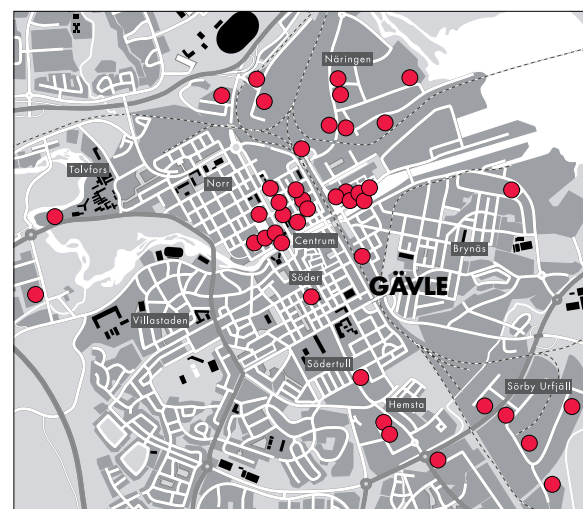 Näringen
Tolvfors
Norr
Centrum
Brynäs
Söder
GÄVLE
Villastaden
Södertull
Sörby Urfjäll
Hemsta